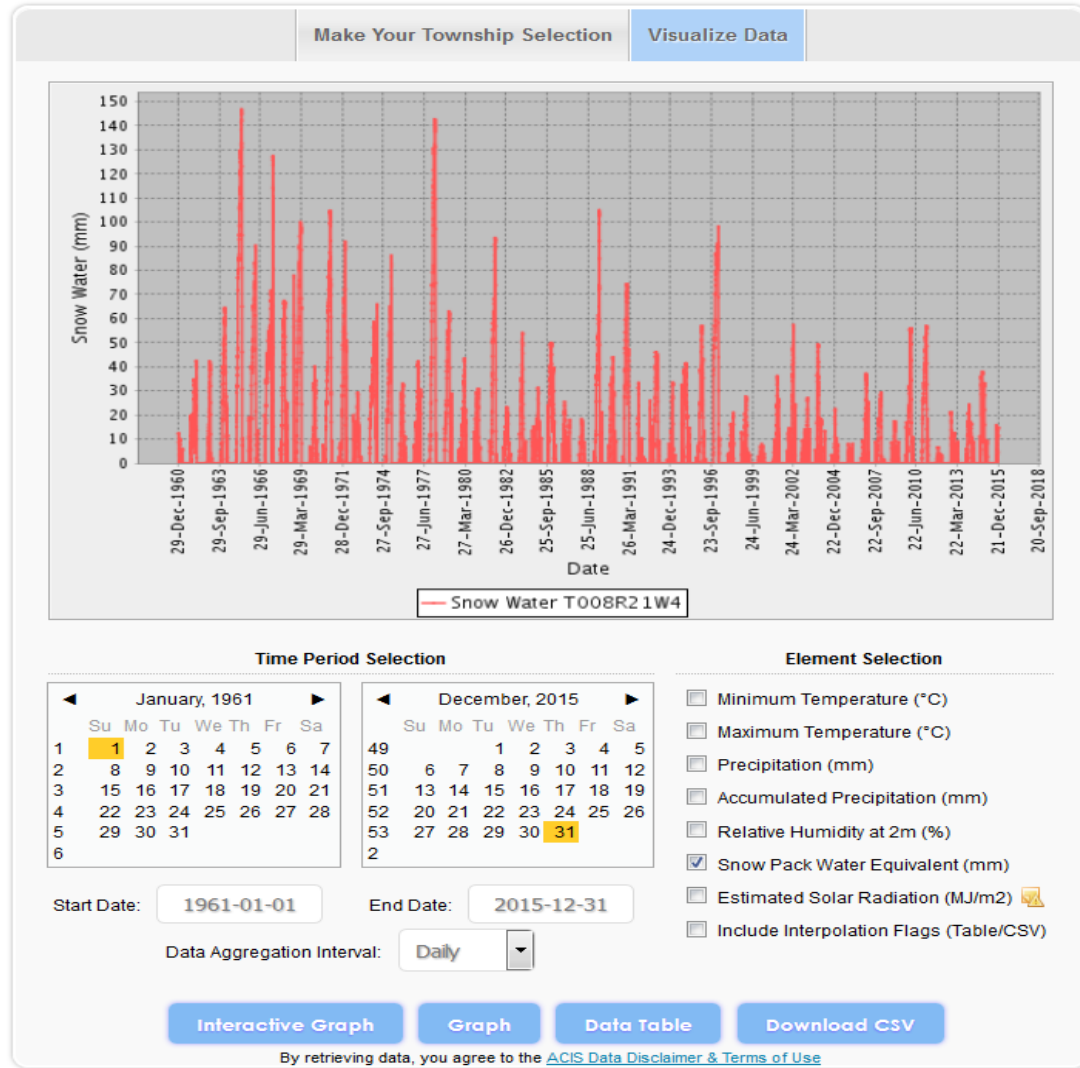 Make Your Township Selection Visualize Data
150
140
130
120
110
100
90
80
70
60
50
40
30
20
10
0
Snow Water (mm)
29-Dec-1960
29-Sep-1963
29-Jun-1966
29-Mar-1969
28-Dec-1971
27-Sep-1974
27-Jun-1977
27-Mar-1980
26-Dec-1982
25-Sep-1985
25-Jun-1988
26-Mar-1991
24-Dec-1993
23-Sep-1996
24-Jun-1999
24-Mar-2002
22-Dec-2004
22-Sep-2007
22-Jun-2010
22-Mar-2013
21-Dec-2015
20-Sep-2018
Date
Snow Water T008R21W4
Time Period Selection
◄ January, 1961 ►
Su Mo Tu We Th Fr Sa
1 1 2 3 4 5 6 7
2 8 9 10 11 12 13 14
3 15 16 17 18 19 20 21
4 22 23 24 25 26 27 28
5 29 30 31
6
◄ December, 2015 ►
Su Mo Tu We Th Fr Sa
49 1 2 3 4 5
50 6 7 8 9 10 11 12
51 13 14 15 16 17 18 19
52 20 21 22 23 24 25 26
53 27 28 29 30 31
2
Start Date: 1961-01-01 End Date: 2015-12-31
Data Aggregation Interval: Daily
Element Selection
Minimum Temperature (°C)
Maximum Temperature (°C)
Precipitation (mm)
Accumulated Precipitation (mm)
Relative Humidity at 2m (%)
Snow Pack Water Equivalent (mm)
Estimated Solar Radiation (MJ/m2)
Include Interpolation Flags (Table/CSV)
Interactive Graph Graph Data Table Download CSV
By retrieving data, you agree to the ACIS Data Disclaimer & Terms of Use